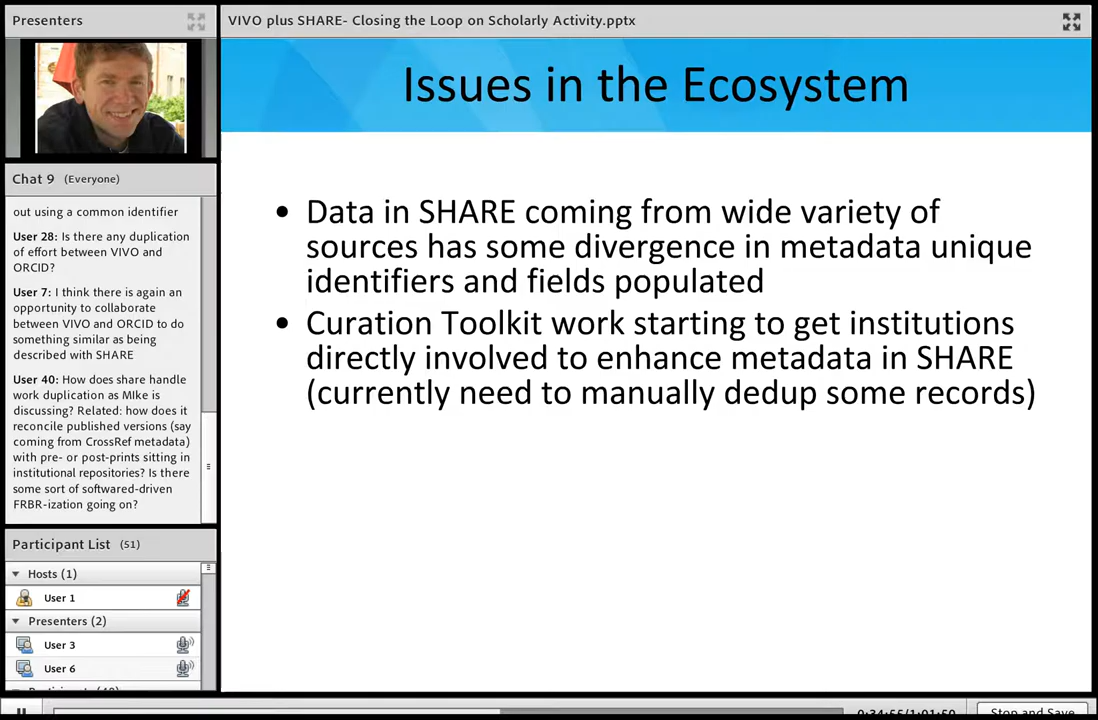 Presenters
VIVO plus SHARE- Closing the Loop on Scholarly Activity.pptx
Chat 9 (Everyone)
out using a common identifier
User 28: Is there any duplication
of effort between VIVO and
ORCID?
User 7: I think there is again an
opportunity to collaborate
between VIVO and ORCID to do
something similar as being
described with SHARE
User 40: How does share handle
work duplication as MIke is
discussing? Related: how does it
reconcile published versions (say
coming from CrossRef metadata)
with pre- or post-prints sitting in
institutional repositories? Is there
some sort of softwared-driven
FRBR-ization going on?
Participant List (51)
Hosts (1)
User 1
Presenters (2)
User 3
User 6
Issues in the Ecosystem
• Data in SHARE coming from wide variety of
sources has some divergence in metadata unique
identifiers and fields populated
• Curation Toolkit work starting to get institutions
directly involved to enhance metadata in SHARE
(currently need to manually dedup some records)
Stop and Save